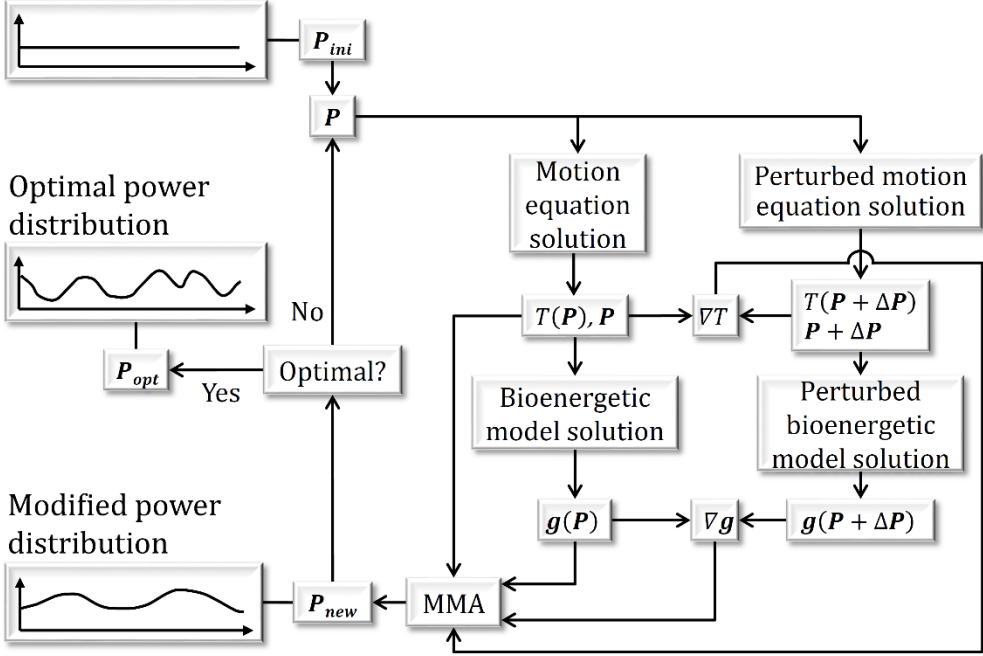 P_ini
P
Motion
equation
solution
Perturbed motion
equation solution
Optimal power
distribution
No
T(P), P
∇T
T(P + ΔP)
P + ΔP
P_opt
Yes
Optimal?
Bioenergetic
model solution
Perturbed
bioenergetic
model solution
Modified power
distribution
g(P)
∇g
g(P + ΔP)
P_new
MMA